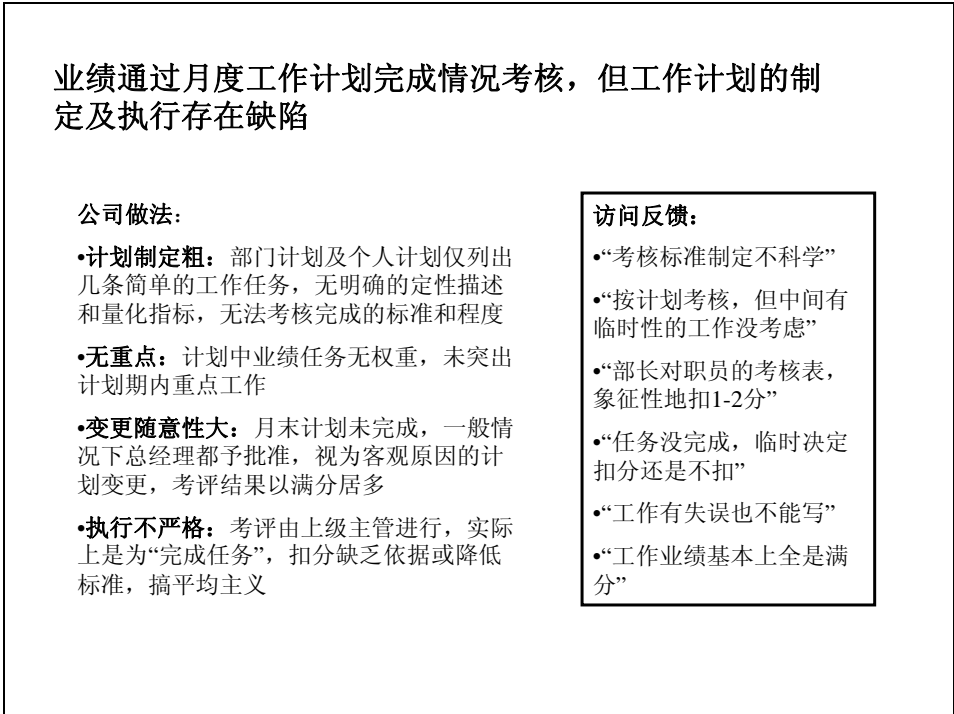 业绩通过月度工作计划完成情况考核，但工作计划的制
定及执行存在缺陷
公司做法：
•计划制定粗：部门计划及个人计划仅列出
几条简单的工作任务，无明确的定性描述
和量化指标，无法考核完成的标准和程度
•无重点：计划中业绩任务无权重，未突出
计划期内重点工作
•变更随意性大：月末计划未完成，一般情
况下总经理都予批准，视为客观原因的计
划变更，考评结果以满分居多
•执行不严格：考评由上级主管进行，实际
上是为“完成任务”，扣分缺乏依据或降低
标准，搞平均主义
访问反馈：
•“考核标准制定不科学”
•“按计划考核，但中间有
临时性的工作没考虑”
•“部长对职员的考核表，
象征性地扣1-2分”
•“任务没完成，临时决定
扣分还是不扣”
•“工作有失误也不能写”
•“工作业绩基本上全是满
分”